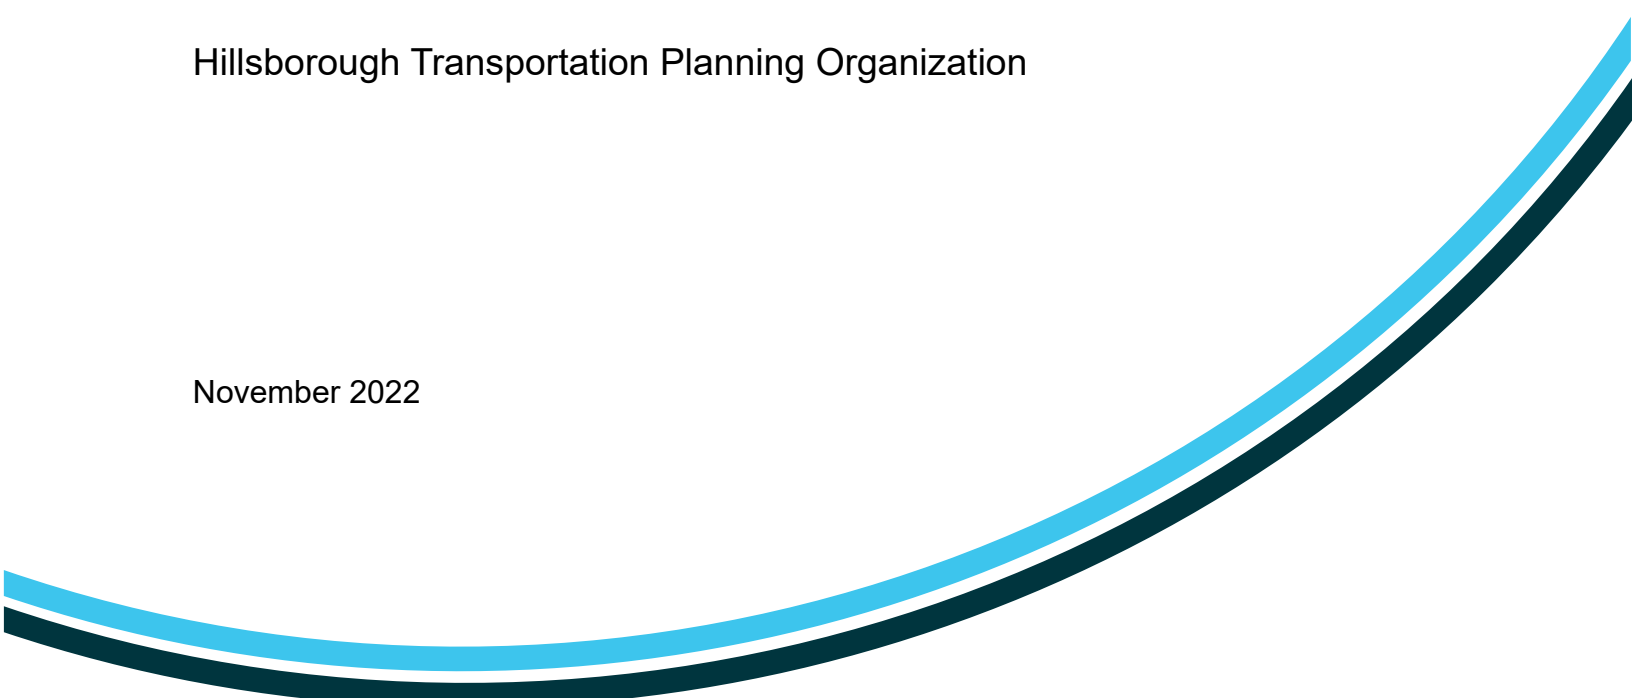 Hillsborough Transportation Planning Organization
November 2022